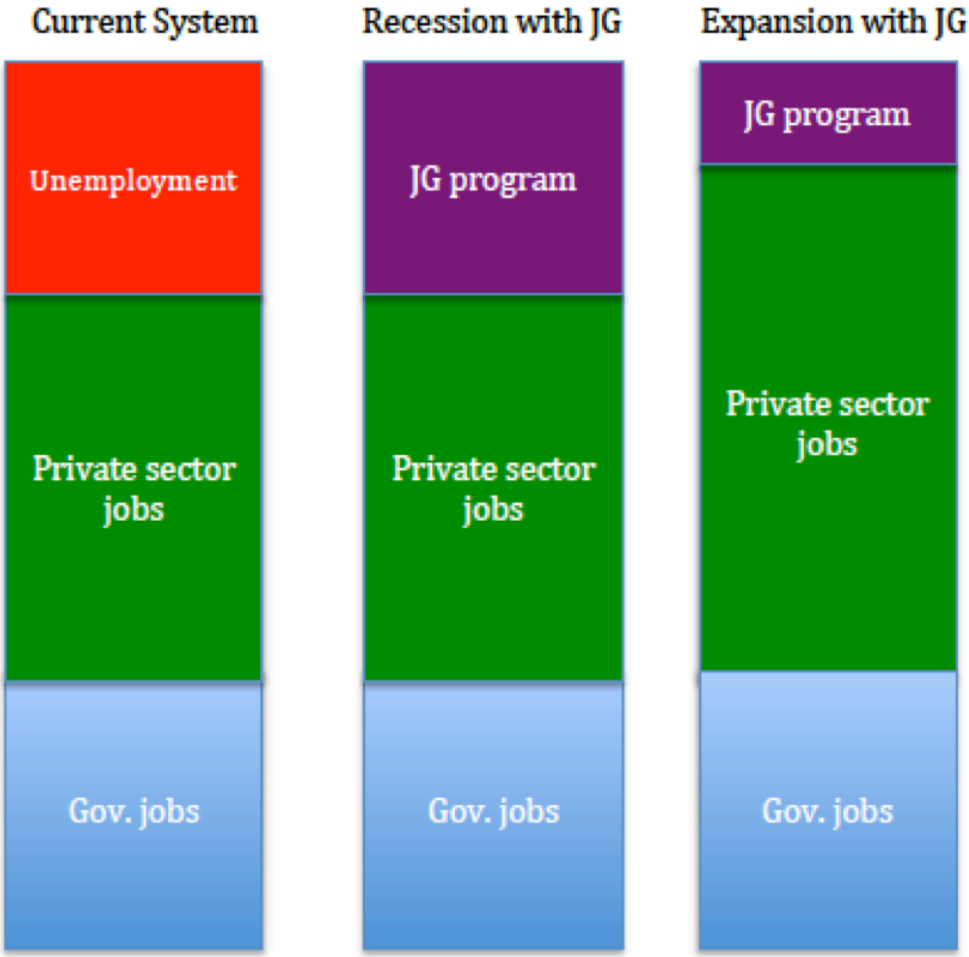 Current System
Recession with JG
Expansion with JG
Unemployment
Private sector
jobs
Gov. jobs
JG program
Private sector
jobs
Gov. jobs
JG program
Private sector
jobs
Gov. jobs